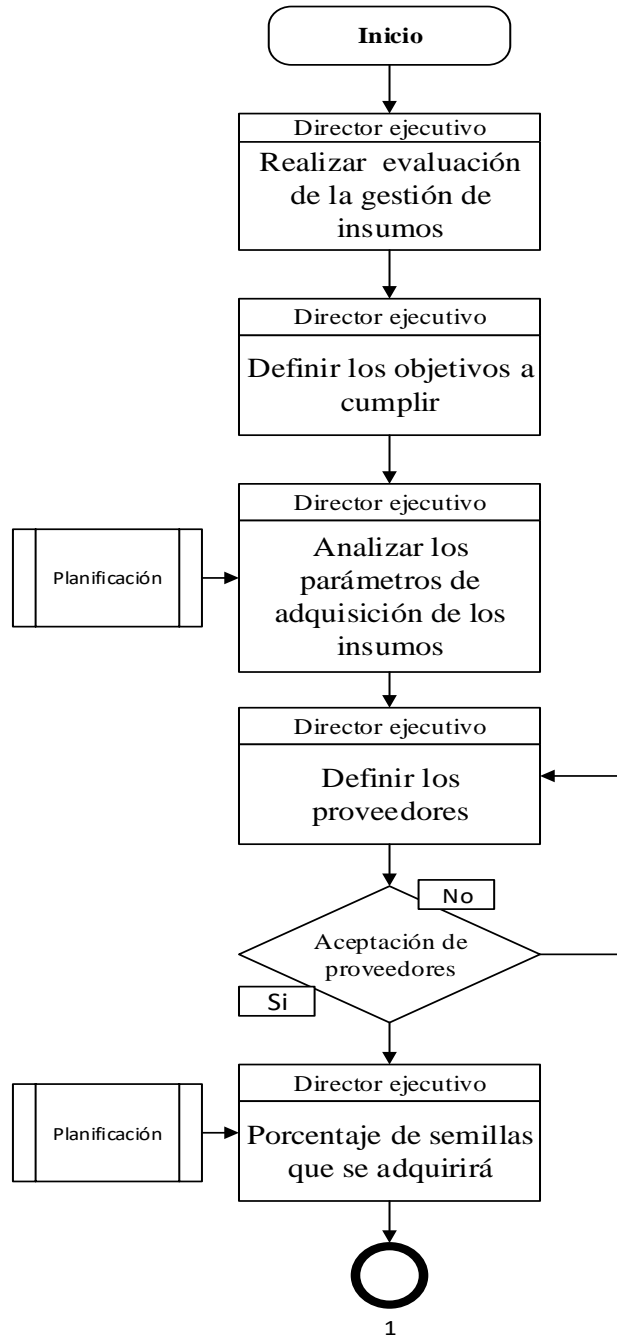 Inicio
Director ejecutivo
Realizar evaluación
de la gestión de
insumos
Director ejecutivo
Definir los objetivos a
cumplir
Director ejecutivo
Planificación
Analizar los
parámetros de
adquisición de los
insumos
Director ejecutivo
Definir los
proveedores
No
Aceptación de
proveedores
Si
Director ejecutivo
Planificación
Porcentaje de semillas
que se adquirirá
1